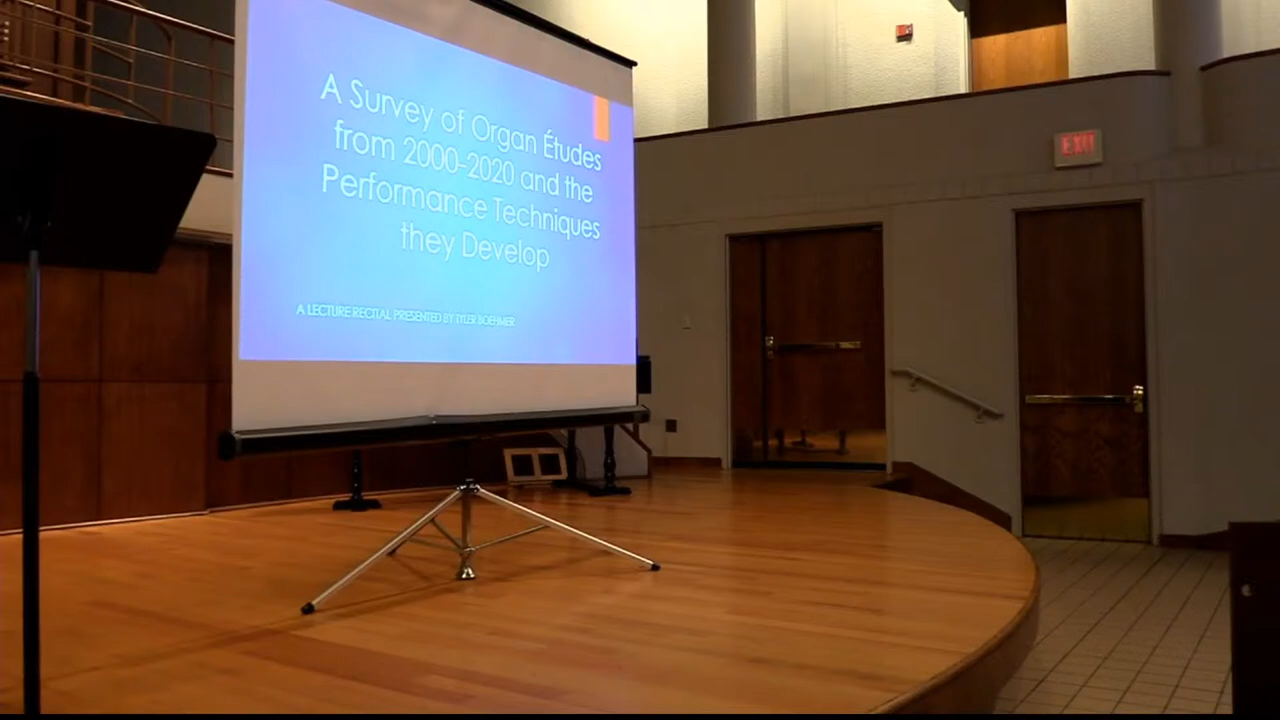 A Survey of Organ Études
from 2000-2020 and the
Performance Techniques
they Develop
A LECTURE RECITAL PRESENTED BY TYLER BOEHMER
EXIT